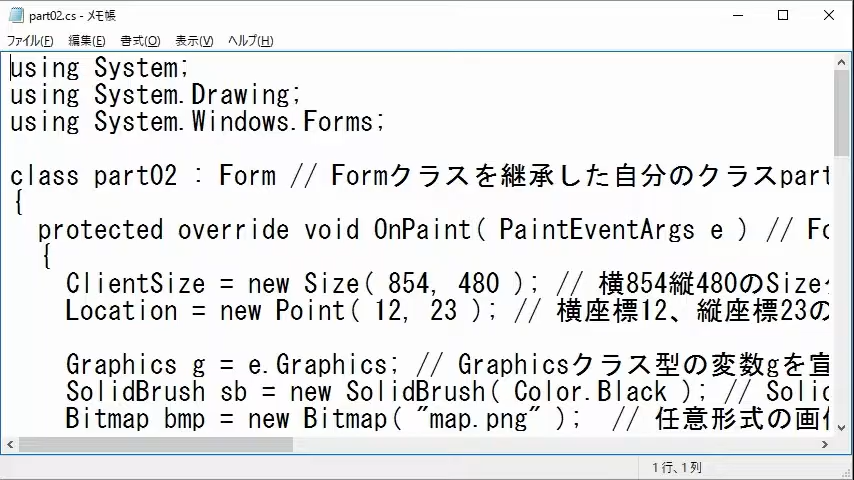 part02.cs - メモ帳
ファイル(F) 編集(E) 書式(O) 表示(V) ヘルプ(H)
using System;
using System.Drawing;
using System.Windows.Forms;
class part02 : Form // Formクラスを継承した自分のクラスpart
{
protected override void OnPaint( PaintEventArgs e ) // Fo
{
ClientSize = new Size( 854, 480 ); // 横854縦480のSize
Location = new Point( 12, 23 ); // 横座標12、縦座標23の
Graphics g = e.Graphics; // Graphicsクラス型の変数gを宣
SolidBrush sb = new SolidBrush( Color.Black ); // Solid
Bitmap bmp = new Bitmap( "map.png" ); // 任意形式の画
1行、1列